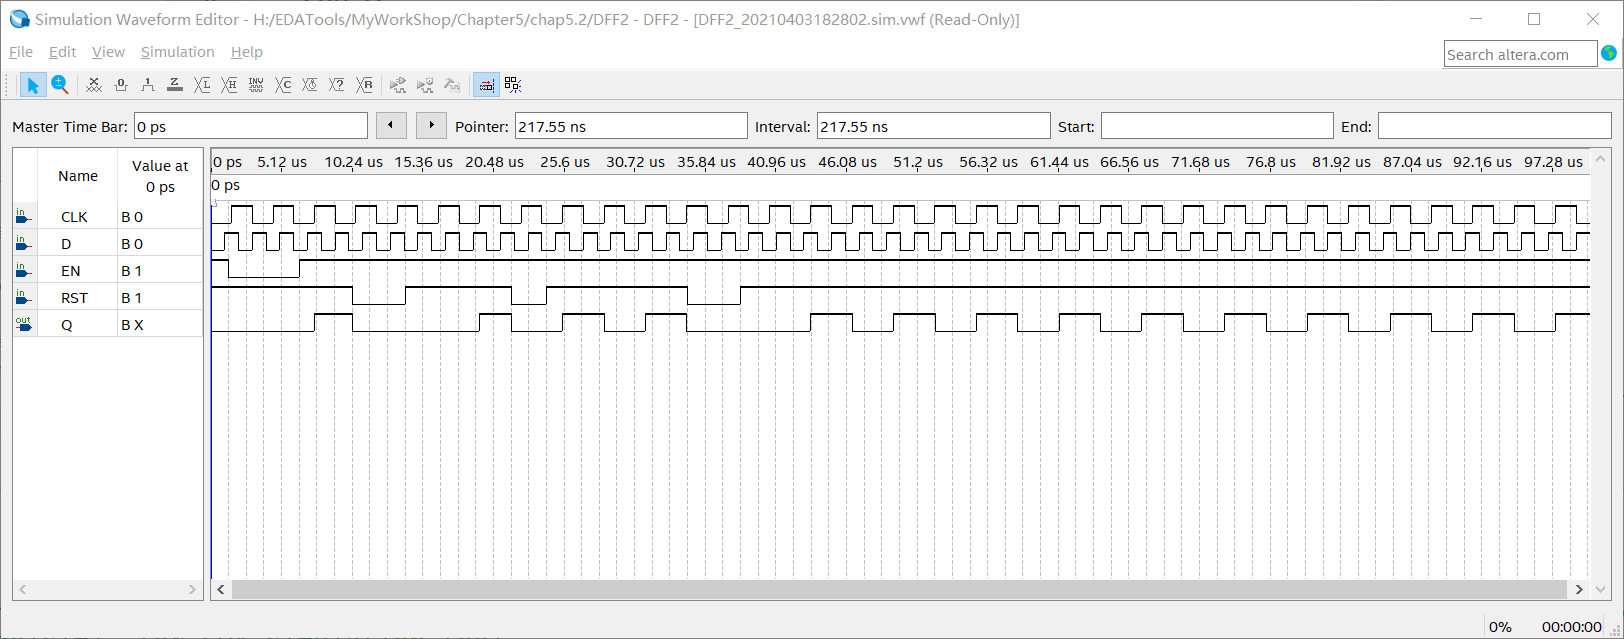 Simulation Waveform Editor - H:/EDATools/MyWorkShop/Chapter5/chap5.2/DFF2 - DFF2 - [DFF2_20210403182802.sim.vwf (Read-Only)]
File Edit View Simulation Help
Search altera.com
Master Time Bar: 0 ps Pointer: 217.55 ns Interval: 217.55 ns Start: End:
Name Value at 0 ps
0 ps 5.12 us 10.24 us 15.36 us 20.48 us 25.6 us 30.72 us 35.84 us 40.96 us 46.08 us 51.2 us 56.32 us 61.44 us 66.56 us 71.68 us 76.8 us 81.92 us 87.04 us 92.16 us 97.28 us
0 ps
in CLK B 0
in D B 0
in EN B 1
in RST B 1
out Q B X
0% 00:00:00